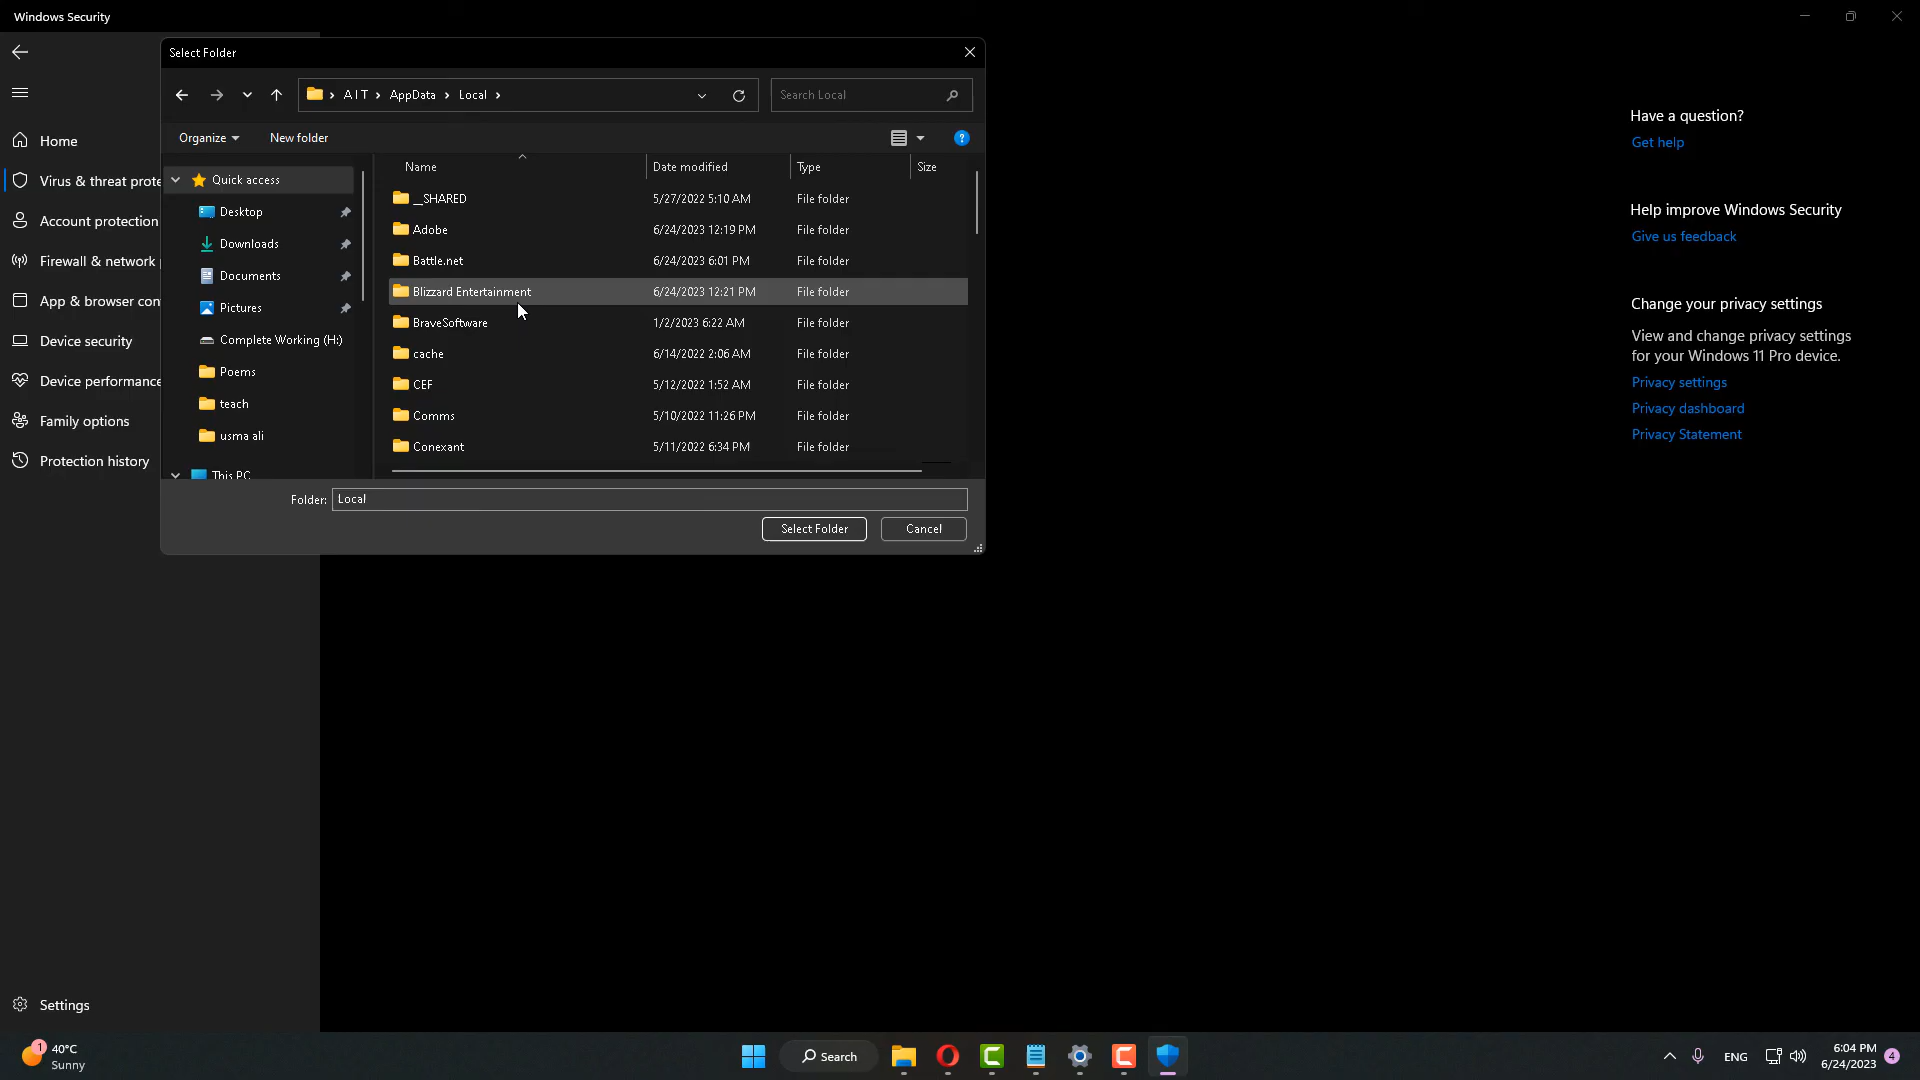 Windows Security
Select Folder
A I T > AppData > Local >
Search Local
Organize
New folder
Home
Virus & threat prote
Account protection
Firewall & network
App & browser con
Device security
Device performance
Family options
Protection history
Settings
Quick access
Desktop
Downloads
Documents
Pictures
Complete Working (H:)
Poems
teach
usma ali
This PC
Name Date modified Type Size
__SHARED 5/27/2022 5:10 AM File folder
Adobe 6/24/2023 12:19 PM File folder
Battle.net 6/24/2023 6:01 PM File folder
Blizzard Entertainment 6/24/2023 12:21 PM File folder
BraveSoftware 1/2/2023 6:22 AM File folder
cache 6/14/2022 2:06 AM File folder
CEF 5/12/2022 1:52 AM File folder
Comms 5/10/2022 11:26 PM File folder
Conexant 5/11/2022 6:34 PM File folder
Folder: Local
Select Folder
Cancel
Have a question?
Get help
Help improve Windows Security
Give us feedback
Change your privacy settings
View and change privacy settings
for your Windows 11 Pro device.
Privacy settings
Privacy dashboard
Privacy Statement
1
40°C
Sunny
Search
ENG
6:04 PM
6/24/2023
4